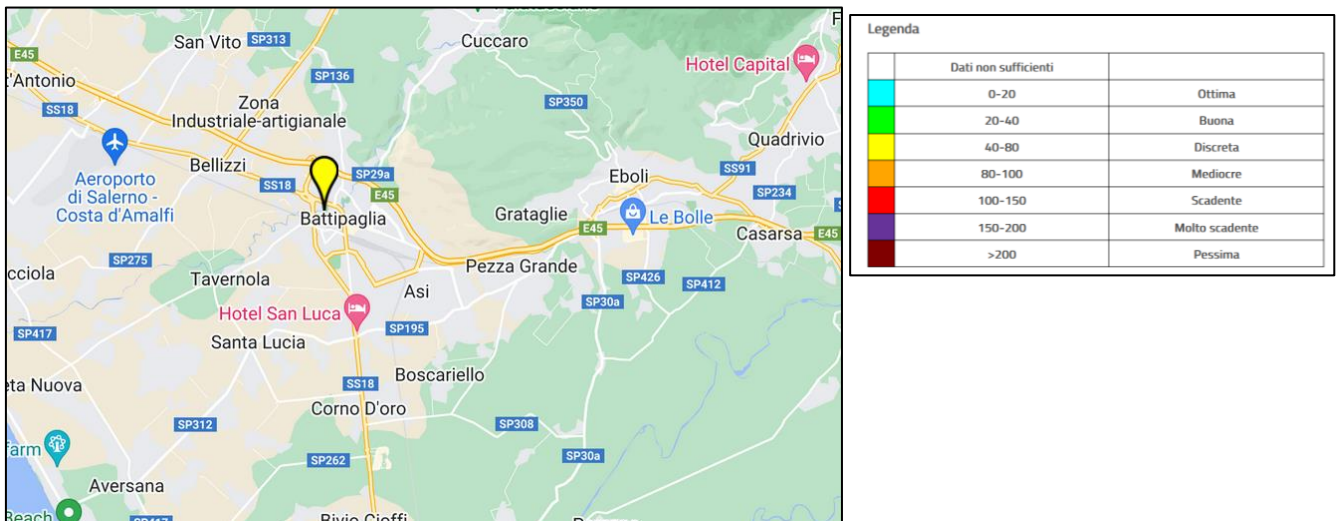 San Vito SP313
Cuccaro
E45
Hotel Capital
SP136
SS18
Zona
Industriale-artigianale
SP350
Quadrivio
Bellizzi
SS18
SP29a
Eboli
SS91
Aeroporto
di Salerno -
Costa d'Amalfi
E45
SP234
Battipaglia
Grataglie
Le Bolle
E45
Casarsa E45
SP275
Tavernola
Pezza Grande
SP426
SP412
Asi
SP30a
Hotel San Luca
SP417
SP195
Santa Lucia
Boscariello
SS18
Corno D'oro
SP312
SP308
SP262
SP30a
Aversana
Beach
Legenda
Dati non sufficienti
0-20 Ottima
20-40 Buona
40-80 Discreta
80-100 Mediocre
100-150 Scadente
150-200 Molto scadente
>200 Pessima